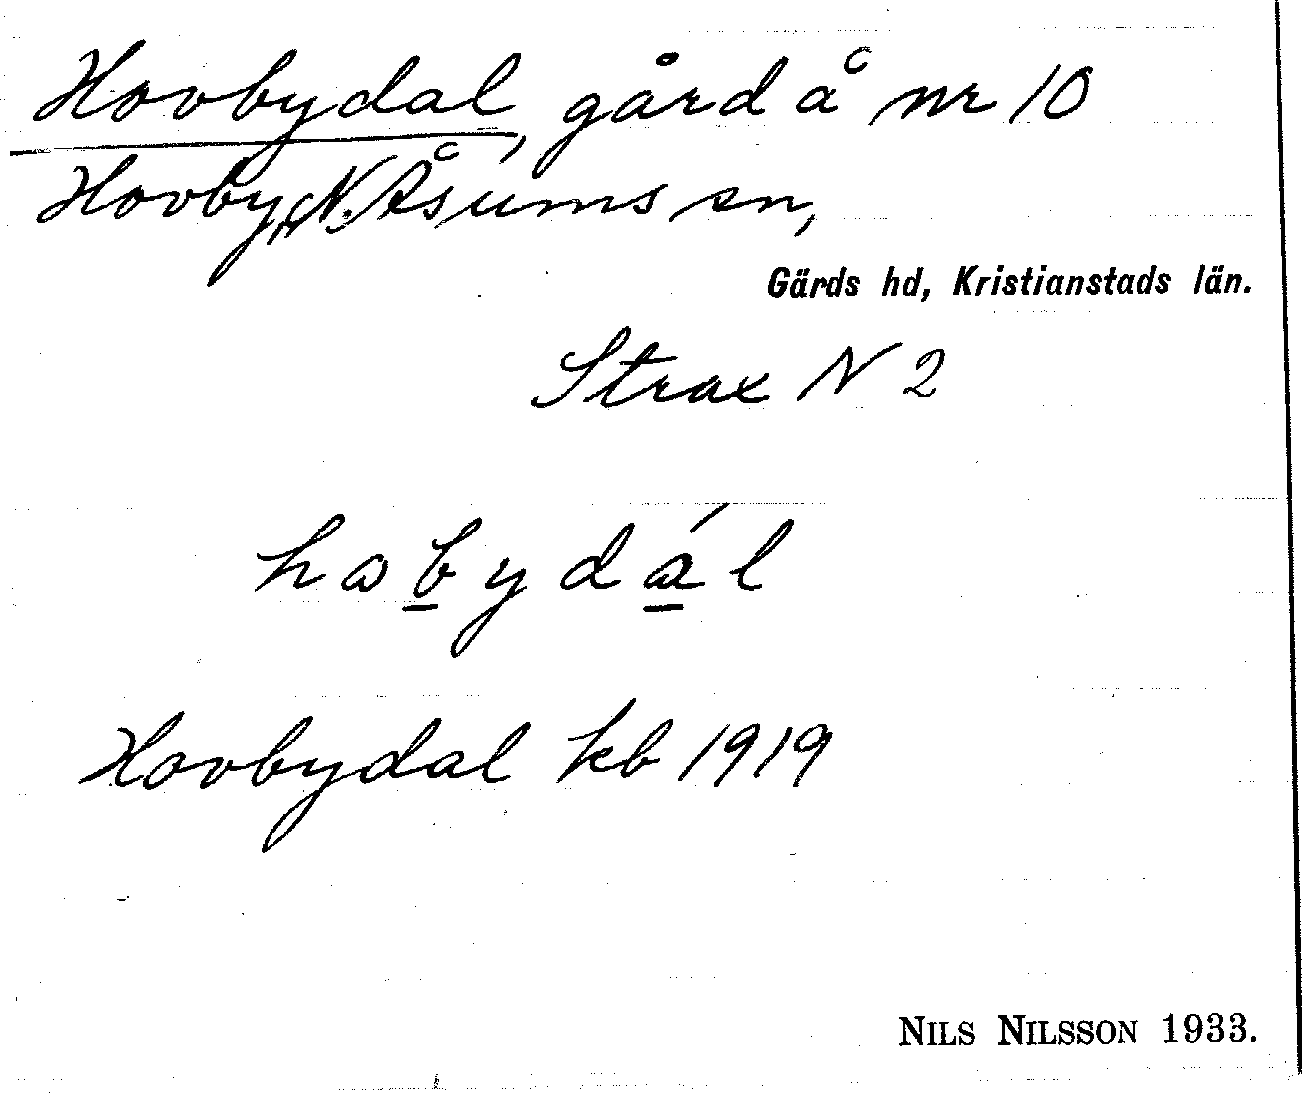 Hovbydal, gård å nr 10
Hovby, N. Åsums sn,
Gärds hd, Kristianstads län.
Strax N 2
habydál
Hovbydal kb 1919
NILS NILSSON 1933.